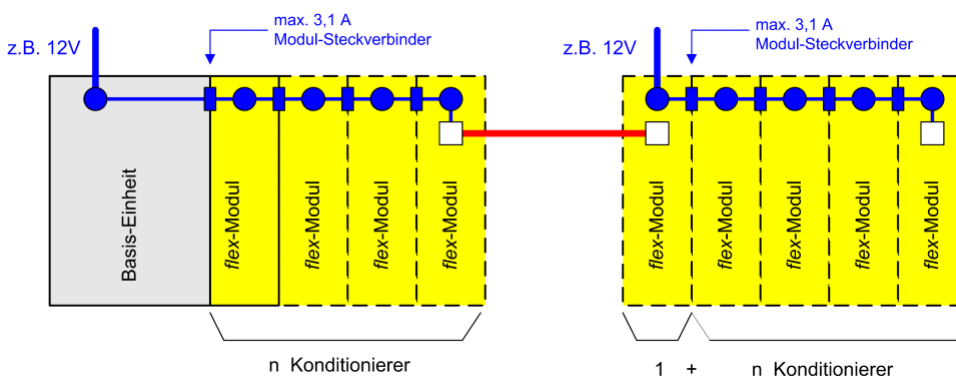 max. 3,1 A
Modul-Steckverbinder
z.B. 12V
max. 3,1 A
Modul-Steckverbinder
z.B. 12V
Basis-Einheit
flex-Modul
flex-Modul
flex-Modul
flex-Modul
flex-Modul
flex-Modul
flex-Modul
flex-Modul
flex-Modul
n Konditionierer
1 + n Konditionierer